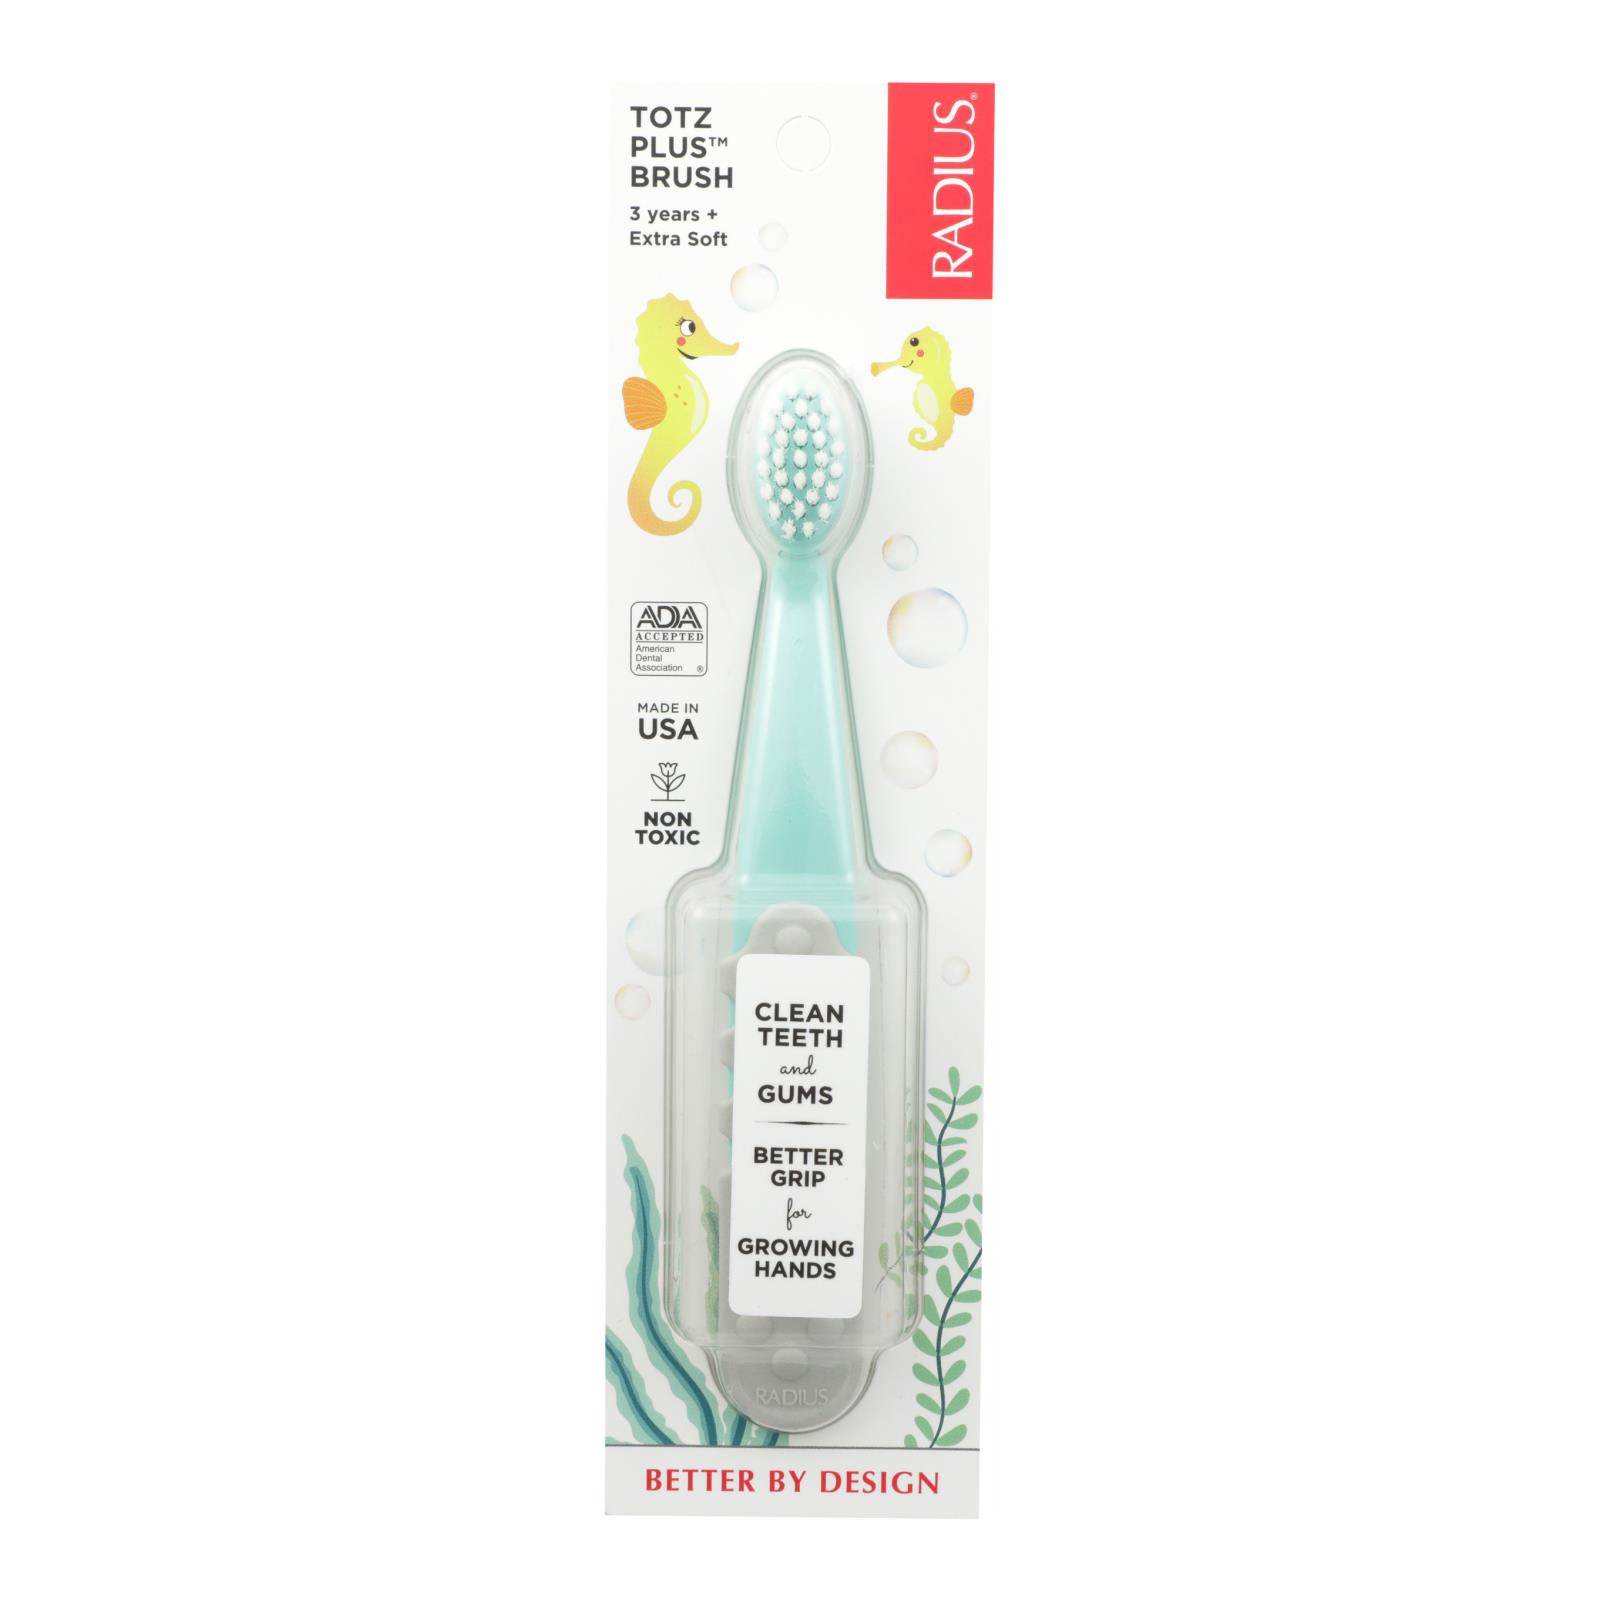 TOTZ
PLUS™
BRUSH
3 years +
Extra Soft
RADIUS®
ADA
ACCEPTED
American
Dental
Association ®
MADE IN
USA
NON
TOXIC
CLEAN
TEETH
and
GUMS
BETTER
GRIP
for
GROWING
HANDS
RADIUS
BETTER BY DESIGN